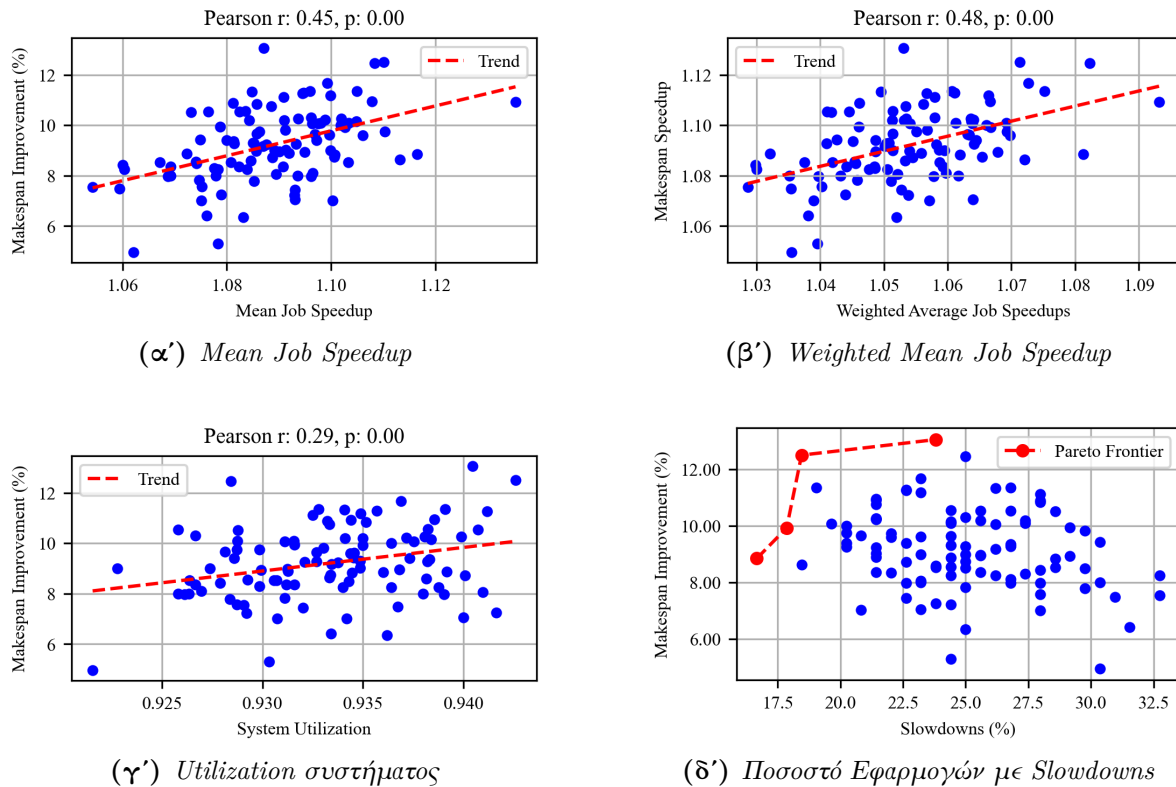 Pearson r: 0.45, p: 0.00
Makespan Improvement (%)
12
10
8
6
Trend
1.06
1.08
1.10
1.12
Mean Job Speedup
(α΄) Mean Job Speedup
Pearson r: 0.48, p: 0.00
Makespan Speedup
1.12
1.10
1.08
1.06
Trend
1.03
1.04
1.05
1.06
1.07
1.08
1.09
Weighted Average Job Speedups
(β΄) Weighted Mean Job Speedup
Pearson r: 0.29, p: 0.00
Makespan Improvement (%)
12
10
8
6
Trend
0.925
0.930
0.935
0.940
System Utilization
(γ΄) Utilization συστήματος
Makespan Improvement (%)
12.00
10.00
8.00
6.00
Pareto Frontier
17.5
20.0
22.5
25.0
27.5
30.0
32.5
Slowdowns (%)
(δ΄) Ποσοστό Εφαρμογών με Slowdowns